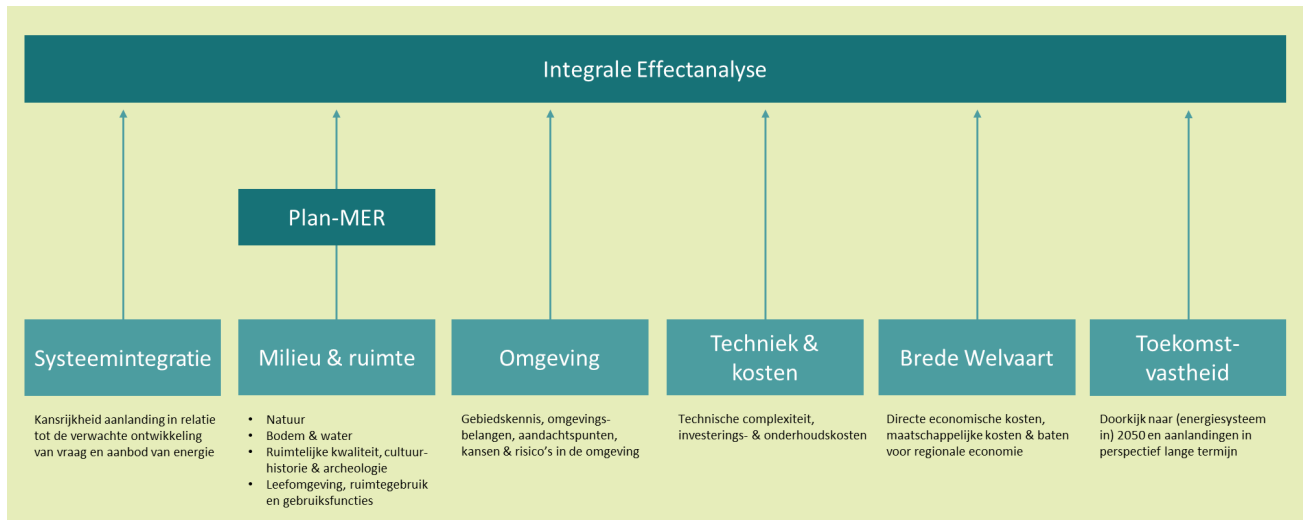 Integrale Effectanalyse
Plan-MER
Systeemintegratie
Kansrijkheid aanlanding in relatie
tot de verwachte ontwikkeling
van vraag en aanbod van energie
Milieu & ruimte
• Natuur
• Bodem & water
• Ruimtelijke kwaliteit, cultuur-
historie & archeologie
• Leefomgeving, ruimtegebruik
en gebruiksfuncties
Omgeving
Gebiedskennis, omgevings-
belangen, aandachtspunten,
kansen & risico's in de omgeving
Techniek &
kosten
Technische complexiteit,
investerings- & onderhoudskosten
Brede Welvaart
Directe economische kosten,
maatschappelijke kosten & baten
voor regionale economie
Toekomst-
vastheid
Doorkijk naar (energiesysteem
in) 2050 en aanlandingen in
perspectief lange termijn